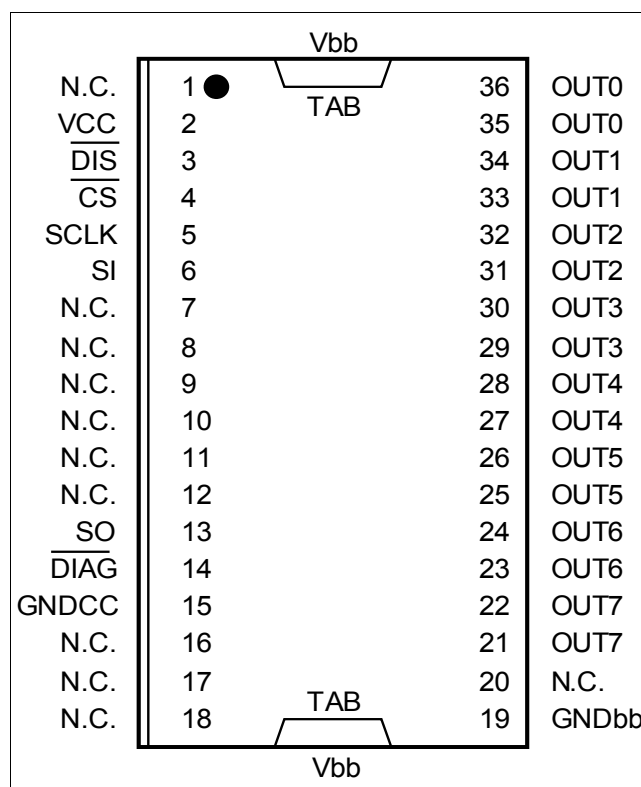 Vbb
TAB
N.C. 1 36 OUT0
VCC 2 35 OUT0
DIS 3 34 OUT1
CS 4 33 OUT1
SCLK 5 32 OUT2
SI 6 31 OUT2
N.C. 7 30 OUT3
N.C. 8 29 OUT3
N.C. 9 28 OUT4
N.C. 10 27 OUT4
N.C. 11 26 OUT5
N.C. 12 25 OUT5
SO 13 24 OUT6
DIAG 14 23 OUT6
GNDCC 15 22 OUT7
N.C. 16 21 OUT7
N.C. 17 20 N.C.
N.C. 18 19 GNDbb
TAB
Vbb